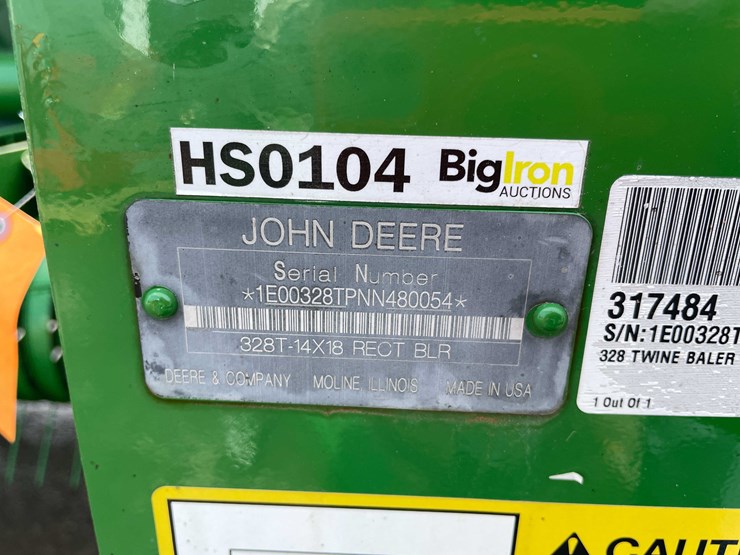 HS0104 BigIron
AUCTIONS
JOHN DEERE
Serial Number
*1E00328TPNN480054*
328T-14X18 RECT BLR
DEERE & COMPANY MOLINE ILLINOIS MADE IN USA
317484
S/N:1E00328T
328 TWINE BALER
1 Out Of 1
CAUT